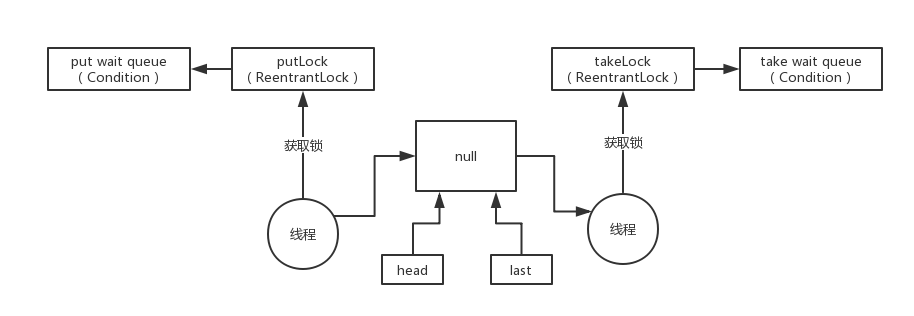 put wait queue
（Condition）
putLock
（ReentrantLock）
takeLock
（ReentrantLock）
take wait queue
（Condition）
获取锁
null
获取锁
线程
线程
head
last